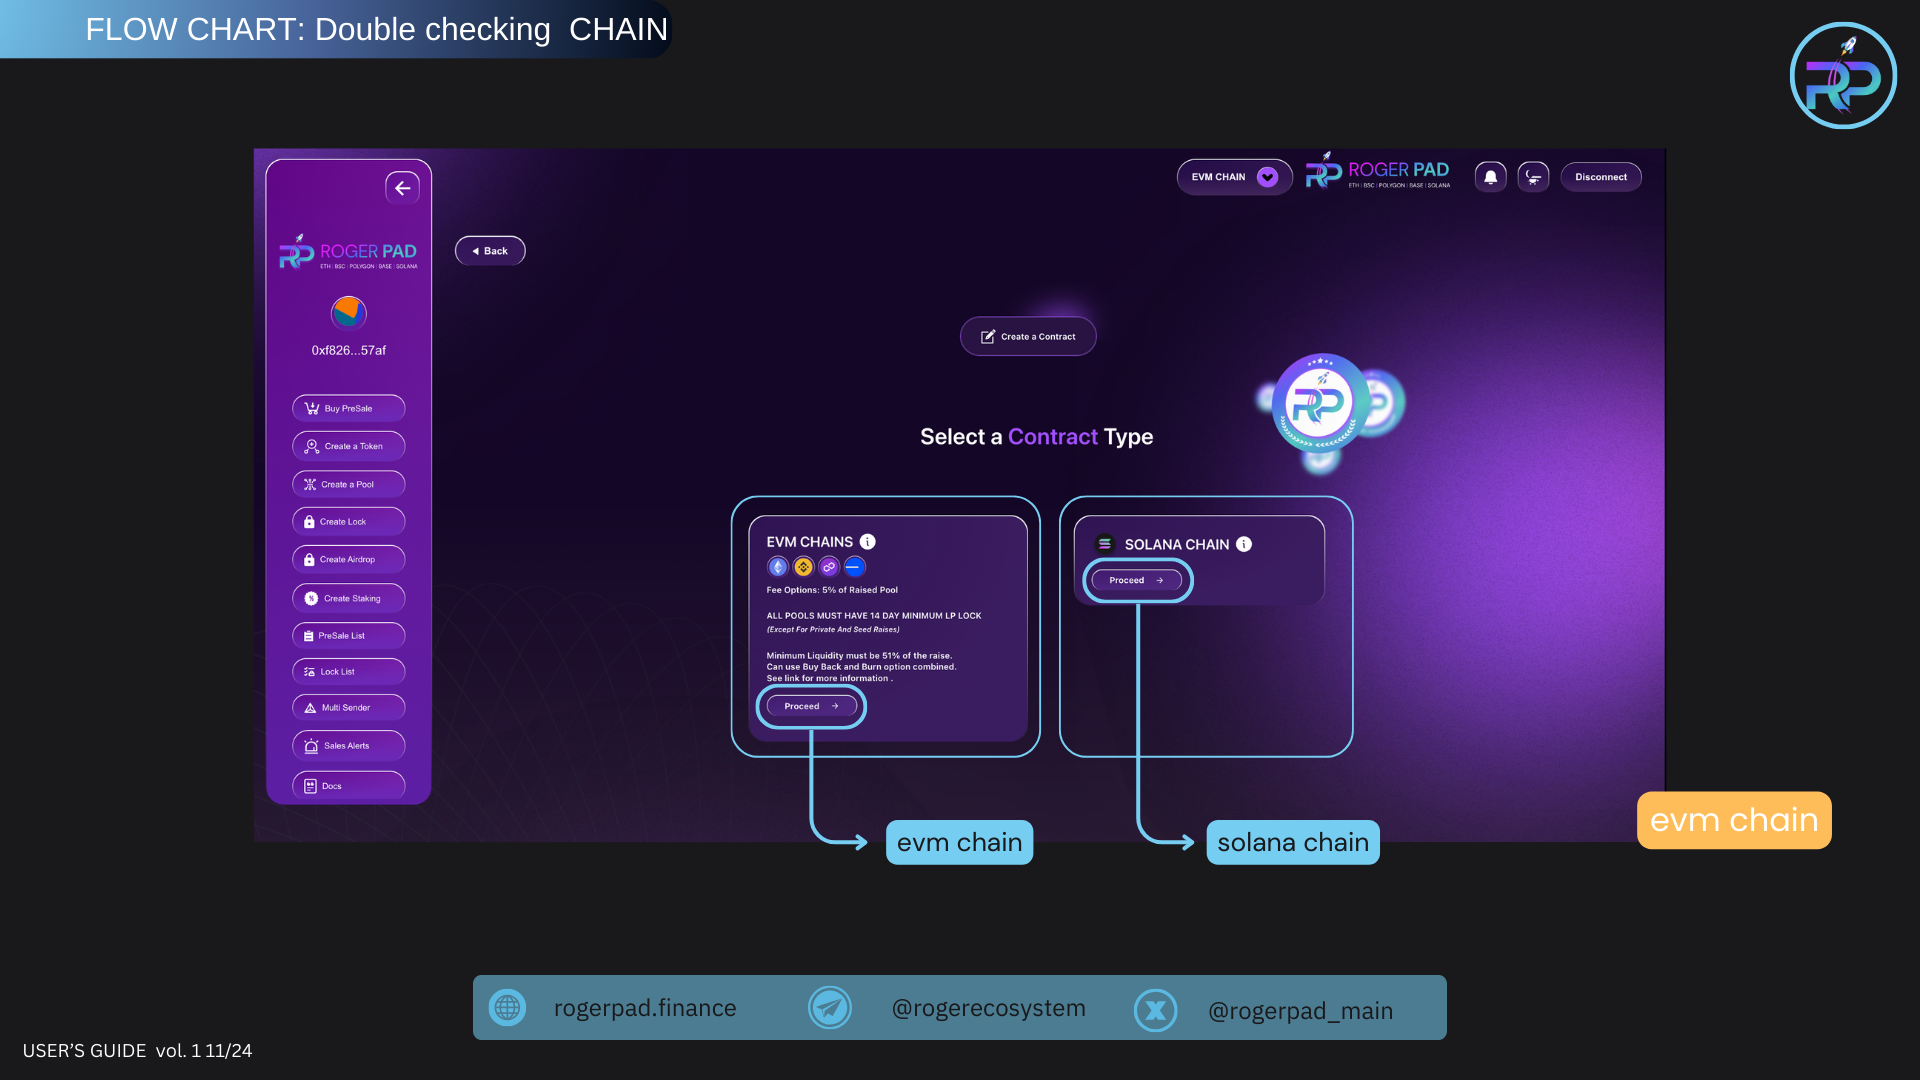 FLOW CHART: Double checking  CHAIN
RP
EVM CHAIN
RP ROGER PAD
ETH | BSC | POLYGON | BASE | SOLANA
Disconnect
RP ROGER PAD
ETH | BSC | POLYGON | BASE | SOLANA
0xf826...57af
Buy PreSale
Create a Token
Create a Pool
Create Lock
Create Airdrop
Create Staking
PreSale List
Lock List
Multi Sender
Sales Alerts
Docs
Back
Create a Contract
RP
Select a Contract Type
EVM CHAINS
Fee Options: 5% of Raised Pool
ALL POOLS MUST HAVE 14 DAY MINIMUM LP LOCK
(Except For Private And Seed Raises)
Minimum Liquidity must be 51% of the raise.
Can use Buy Back and Burn option combined.
See link for more information .
Proceed
SOLANA CHAIN
Proceed
evm chain
solana chain
evm chain
rogerpad.finance
@rogerecosystem
@rogerpad_main
USER’S GUIDE  vol. 1 11/24